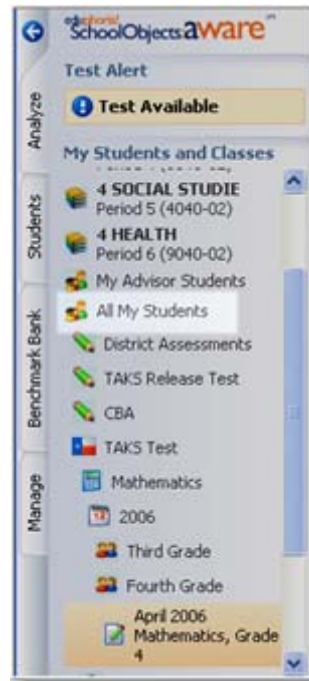 eduphoria!
SchoolObjects:aware
Test Alert
Test Available
My Students and Classes
4 SOCIAL STUDIE
Period 5 (4040-02)
4 HEALTH
Period 6 (9040-02)
My Advisor Students
All My Students
District Assessments
TAKS Release Test
CBA
TAKS Test
Mathematics
2006
Third Grade
Fourth Grade
April 2006
Mathematics, Grade
4
Analyze
Students
Benchmark Bank
Manage